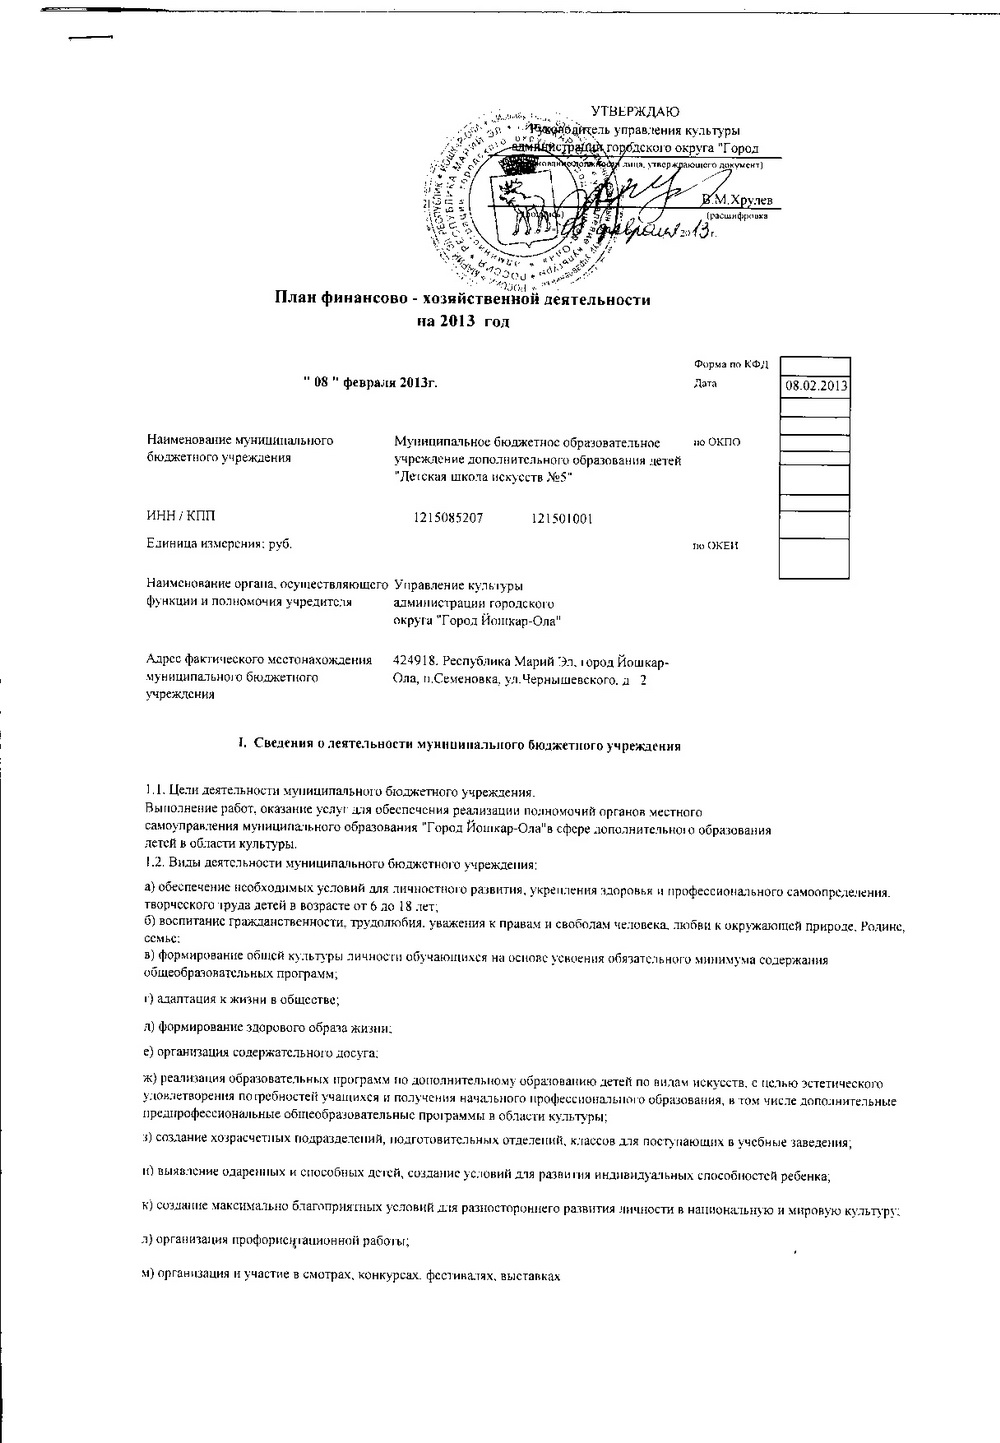 УТВЕРЖДАЮ
Руководитель управления культуры
администрации городского округа "Город
(наименование должности лица, утверждающего документ)
В.М.Хрулев
(подпись) (расшифровка
08 февраля 2013г.
План финансово - хозяйственной деятельности
на 2013 год
Форма по КФД
" 08 " февраля 2013г. Дата 08.02.2013
Наименование муниципального Муниципальное бюджетное образовательное по ОКПО
бюджетного учреждения учреждение дополнительного образования детей
"Детская школа искусств №5"
ИНН / КПП 1215085207 121501001
Единица измерения: руб. по ОКЕИ
Наименование органа, осуществляющего Управление культуры
функции и полномочия учредителя администрации городского
округа "Город Йошкар-Ола"
Адрес фактического местонахождения 424918, Республика Марий Эл, город Йошкар-
муниципального бюджетного Ола, п.Семеновка, ул.Чернышевского, д 2
учреждения
I. Сведения о деятельности муниципального бюджетного учреждения
1.1. Цели деятельности муниципального бюджетного учреждения.
Выполнение работ, оказание услуг для обеспечения реализации полномочий органов местного
самоуправления муниципального образования "Город Йошкар-Ола"в сфере дополнительного образования
детей в области культуры.
1.2. Виды деятельности муниципального бюджетного учреждения:
а) обеспечение необходимых условий для личностного развития, укрепления здоровья и профессионального самоопределения,
творческого труда детей в возрасте от 6 до 18 лет;
б) воспитание гражданственности, трудолюбия, уважения к правам и свободам человека, любви к окружающей природе, Родине,
семье;
в) формирование общей культуры личности обучающихся на основе усвоения обязательного минимума содержания
общеобразовательных программ;
г) адаптация к жизни в обществе;
д) формирование здорового образа жизни;
е) организация содержательного досуга;
ж) реализация образовательных программ по дополнительному образованию детей по видам искусств, с целью эстетического
удовлетворения потребностей учащихся и получения начального профессионального образования, в том числе дополнительные
предпрофессиональные общеобразовательные программы в области культуры;
з) создание хозрасчетных подразделений, подготовительных отделений, классов для поступающих в учебные заведения;
и) выявление одаренных и способных детей, создание условий для развития индивидуальных способностей ребенка;
к) создание максимально благоприятных условий для разностороннего развития личности в национальную и мировую культуру;
л) организация профориентационной работы;
м) организация и участие в смотрах, конкурсах, фестивалях, выставках